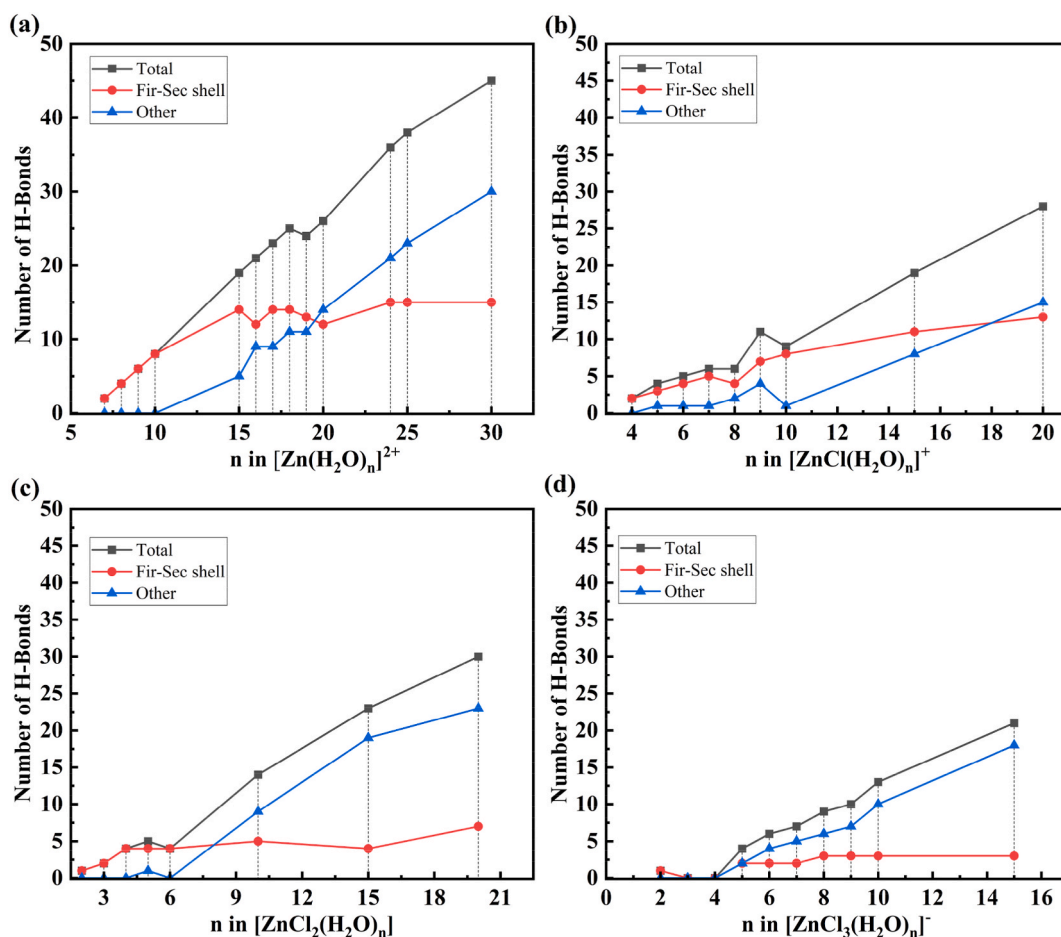 (a)
50
40
30
20
10
0
Number of H-Bonds
Total
Fir-Sec shell
Other
5 10 15 20 25 30
n in [Zn(H₂O)ₙ]²⁺
(b)
50
45
40
35
30
25
20
15
10
5
0
Number of H-Bonds
Total
Fir-Sec shell
Other
4 6 8 10 12 14 16 18 20
n in [ZnCl(H₂O)ₙ]⁺
(c)
50
45
40
35
30
25
20
15
10
5
0
Number of H-Bonds
Total
Fir-Sec shell
Other
3 6 9 12 15 18 21
n in [ZnCl₂(H₂O)ₙ]
(d)
50
45
40
35
30
25
20
15
10
5
0
Number of H-Bonds
Total
Fir-Sec shell
Other
0 2 4 6 8 10 12 14 16
n in [ZnCl₃(H₂O)ₙ]⁻